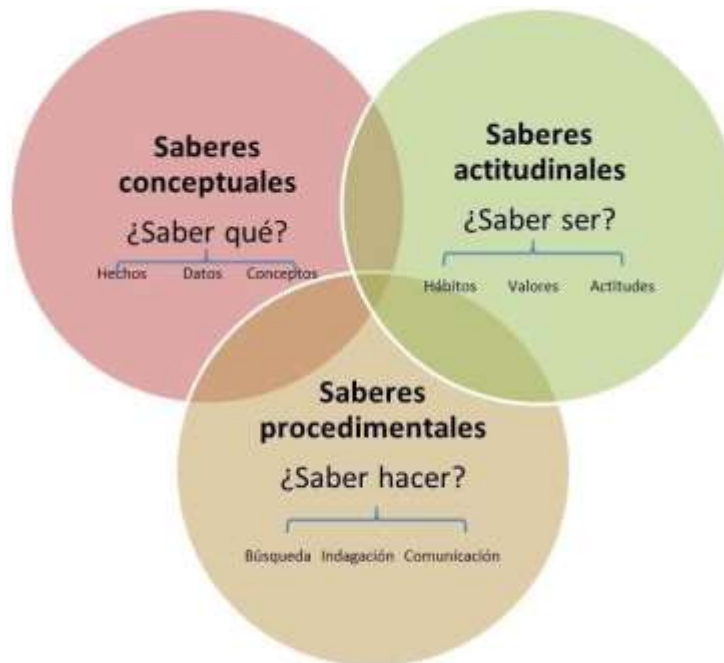 Saberes
conceptuales
¿Saber qué?
Hechos Datos Conceptos
Saberes
actitudinales
¿Saber ser?
Hábitos Valores Actitudes
Saberes
procedimentales
¿Saber hacer?
Búsqueda Indagación Comunicación